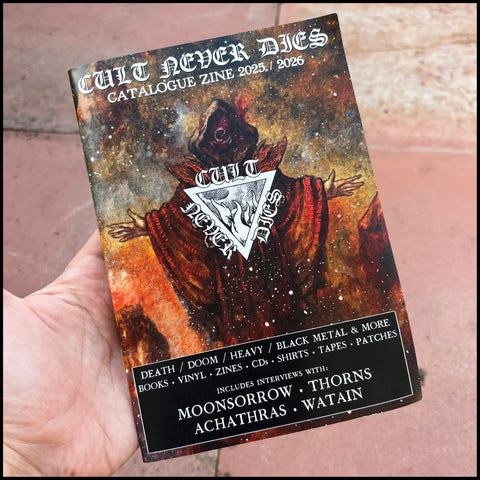 CULT NEVER DIES
CATALOGUE ZINE 2025 / 2026
CULT
NEVER
DIES
DEATH / DOOM / HEAVY / BLACK METAL & MORE
BOOKS • VINYL • ZINES • CDs • SHIRTS • TAPES • PATCHES
INCLUDES INTERVIEWS WITH:
MOONSORROW • THORNS
ACHATHRAS • WATAIN